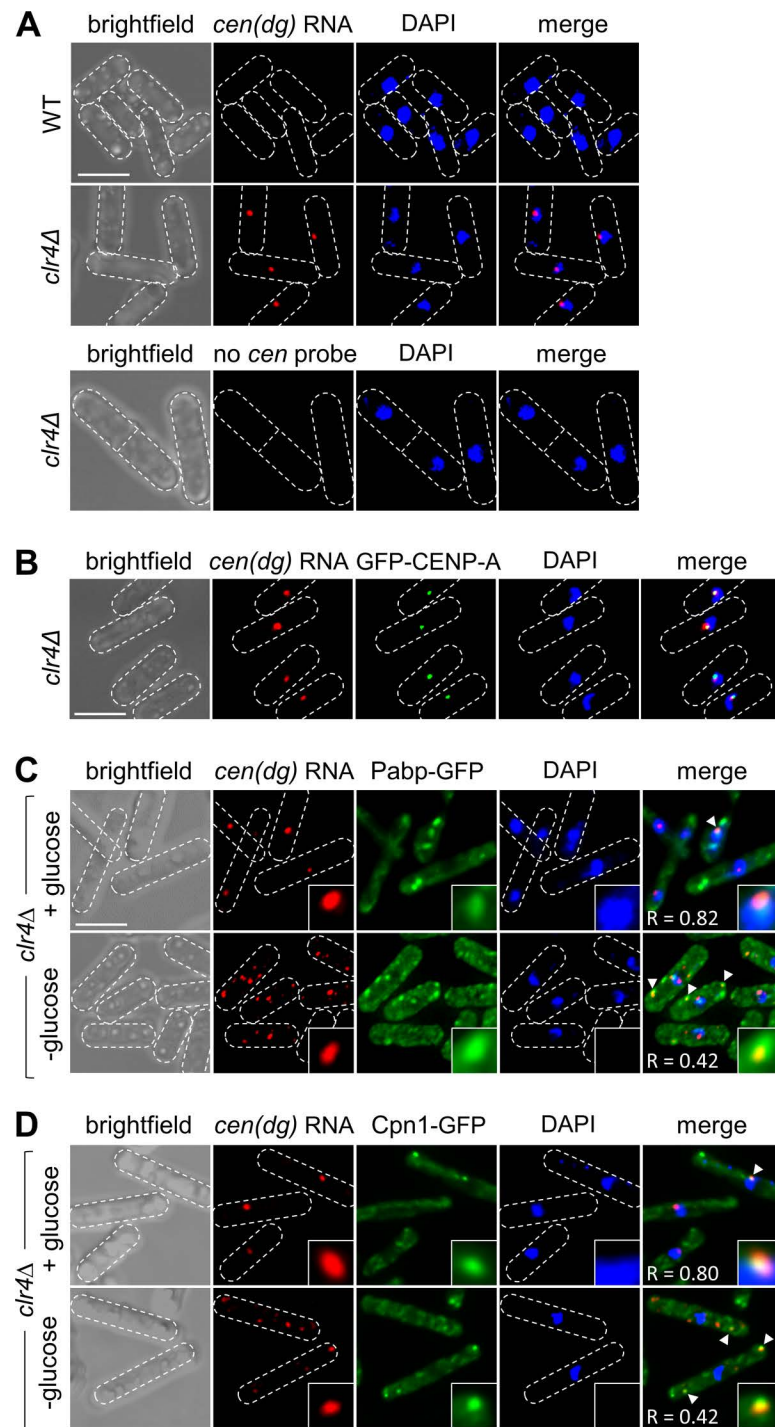 A
brightfield cen(dg) RNA DAPI merge
WT
clr4Δ
brightfield no cen probe DAPI merge
clr4Δ
B
brightfield cen(dg) RNA GFP-CENP-A DAPI merge
clr4Δ
C
brightfield cen(dg) RNA Pabp-GFP DAPI merge
clr4Δ
+ glucose
R = 0.82
-glucose
R = 0.42
D
brightfield cen(dg) RNA Cpn1-GFP DAPI merge
clr4Δ
+ glucose
R = 0.80
-glucose
R = 0.42